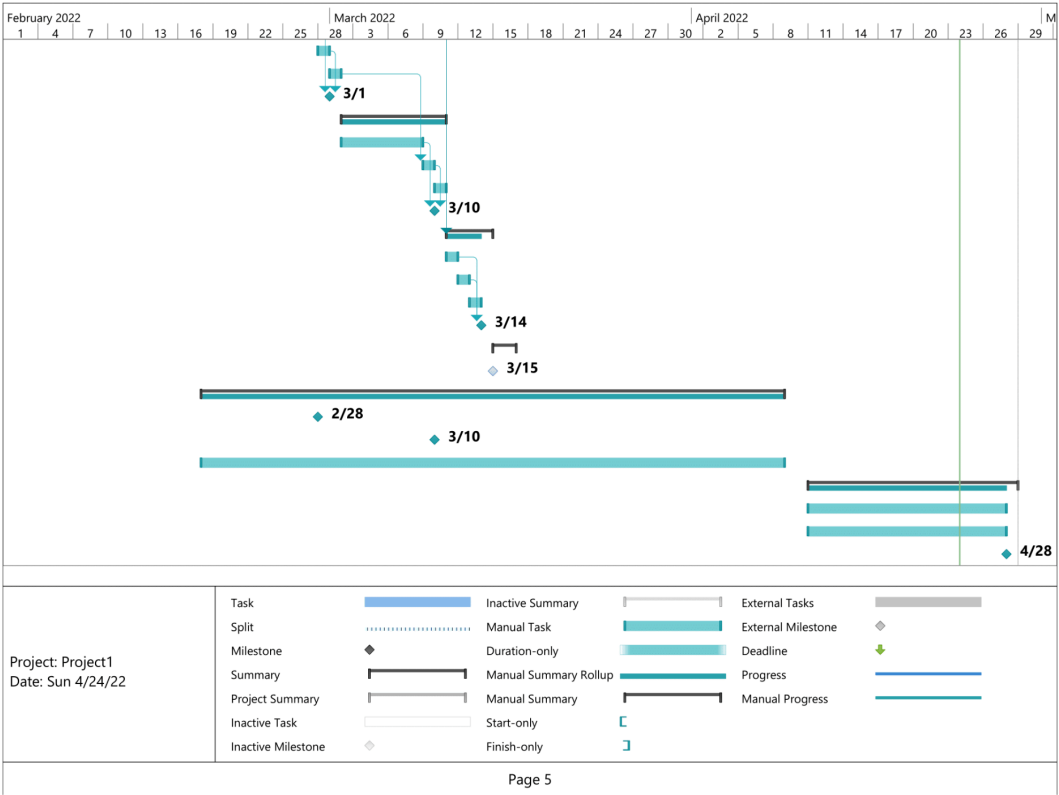 February 2022 March 2022 April 2022 M
1 4 7 10 13 16 19 22 25 28 3 6 9 12 15 18 21 24 27 30 2 5 8 11 14 17 20 23 26 29
3/1
3/10
3/14
3/15
2/28
3/10
4/28
Task Inactive Summary External Tasks
Split Manual Task External Milestone
Milestone Duration-only Deadline
Summary Manual Summary Rollup Progress
Project Summary Manual Summary Manual Progress
Inactive Task Start-only
Inactive Milestone Finish-only
Project: Project1
Date: Sun 4/24/22
Page 5